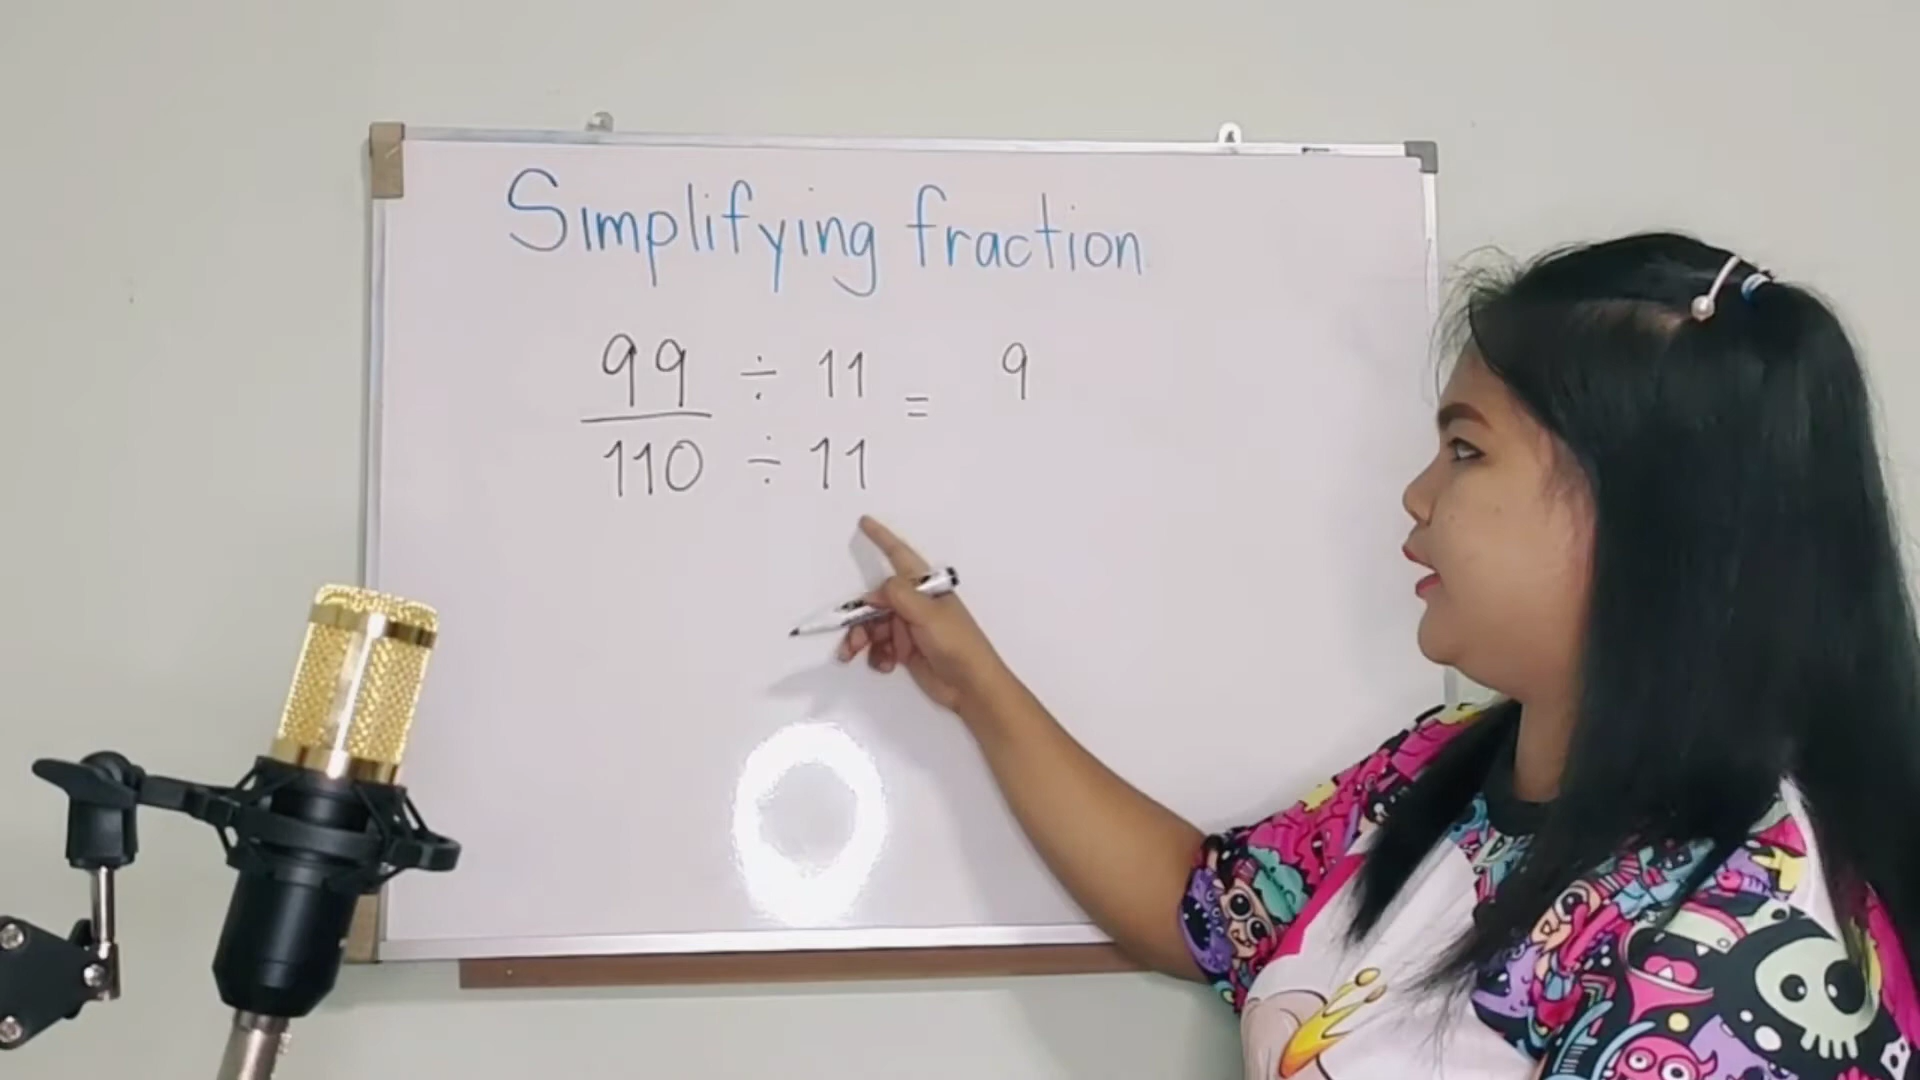 Simplifying fraction
99 ÷ 11 = 9
110 ÷ 11